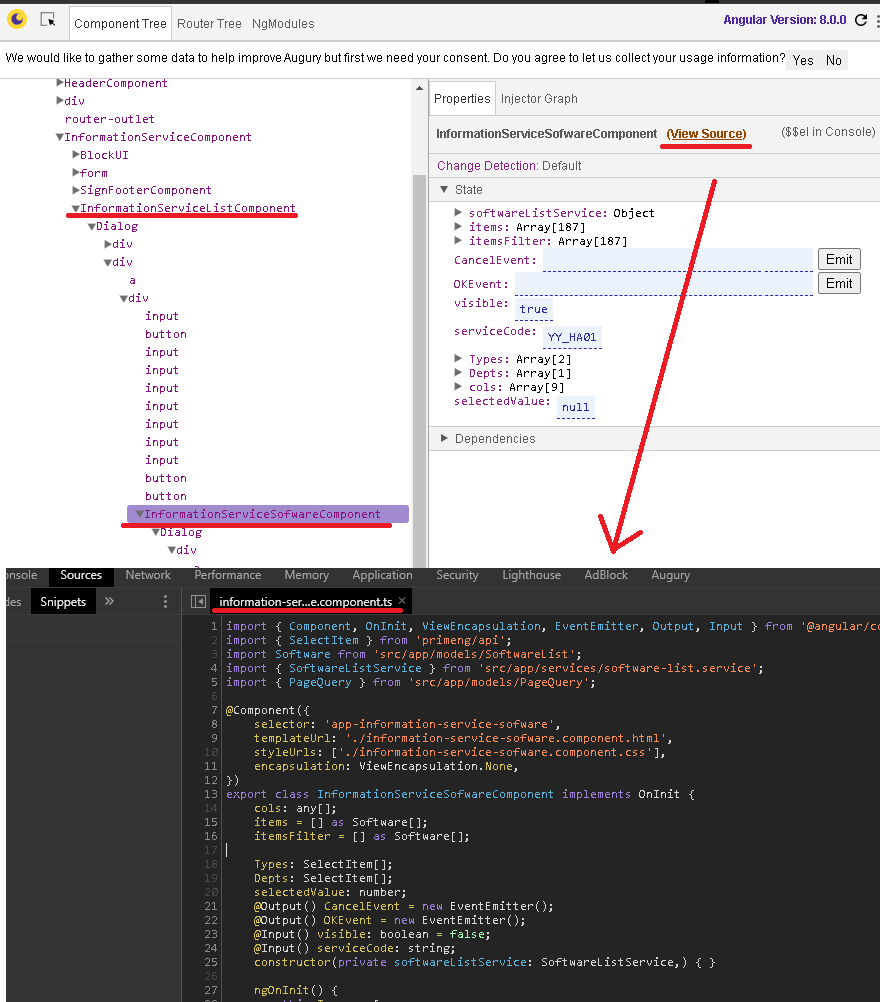 Component Tree Router Tree NgModules Angular Version: 8.0.0
We would like to gather some data to help improve Augury but first we need your consent. Do you agree to let us collect your usage information? Yes No
HeaderComponent
div
router-outlet
InformationServiceComponent
BlockUI
form
SignFooterComponent
InformationServiceListComponent
Dialog
div
div
a
div
input
button
input
input
input
input
input
input
input
button
button
InformationServiceSofwareComponent
Dialog
div
Properties Injector Graph
InformationServiceSofwareComponent (View Source) ($$el in Console)
Change Detection: Default
State
softwareListService: Object
items: Array[187]
itemsFilter: Array[187]
CancelEvent: Emit
OKEvent: Emit
visible: true
serviceCode: YY_HA01
Types: Array[2]
Depts: Array[1]
cols: Array[9]
selectedValue: null
Dependencies
onsole Sources Network Performance Memory Application Security Lighthouse AdBlock Augury
des Snippets » information-ser...e.component.ts ×
1 import { Component, OnInit, ViewEncapsulation, EventEmitter, Output, Input } from '@angular/co
2 import { SelectItem } from 'primeng/api';
3 import Software from 'src/app/models/SoftwareList';
4 import { SoftwareListService } from 'src/app/services/software-list.service';
5 import { PageQuery } from 'src/app/models/PageQuery';
6
7 @Component({
8 selector: 'app-information-service-sofware',
9 templateUrl: './information-service-sofware.component.html',
10 styleUrls: ['./information-service-sofware.component.css'],
11 encapsulation: ViewEncapsulation.None,
12 })
13 export class InformationServiceSofwareComponent implements OnInit {
14 cols: any[];
15 items = [] as Software[];
16 itemsFilter = [] as Software[];
17
18 Types: SelectItem[];
19 Depts: SelectItem[];
20 selectedValue: number;
21 @Output() CancelEvent = new EventEmitter();
22 @Output() OKEvent = new EventEmitter();
23 @Input() visible: boolean = false;
24 @Input() serviceCode: string;
25 constructor(private softwareListService: SoftwareListService,) { }
26
27 ngOnInit() {